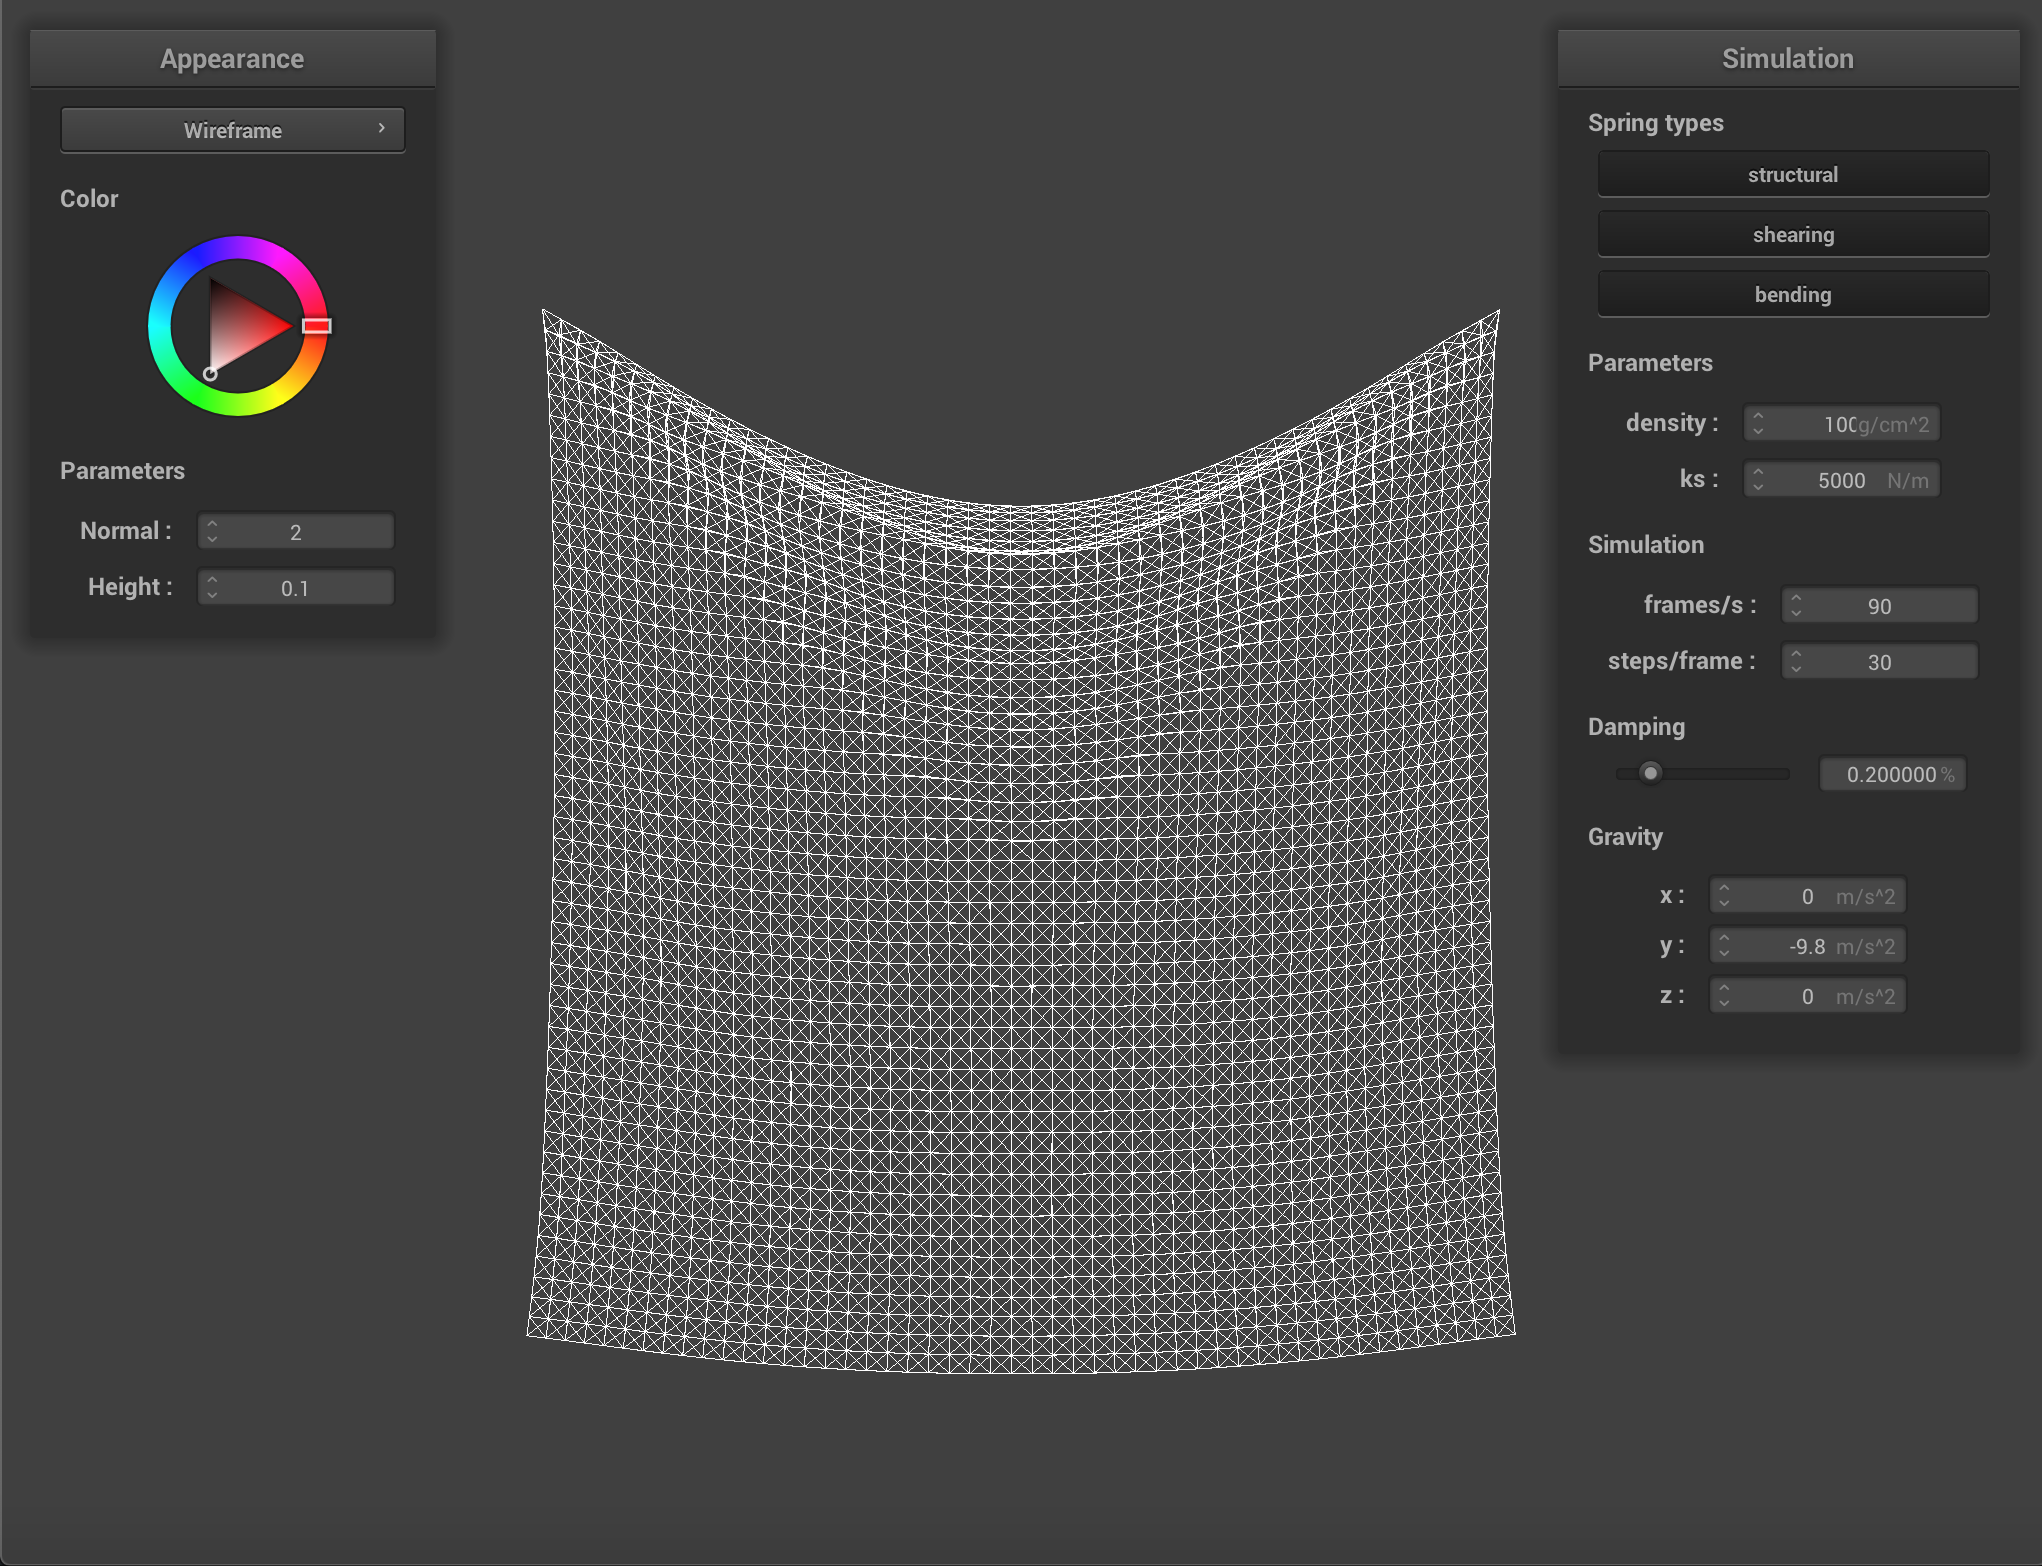 Appearance
Wireframe
Color
Parameters
Normal : 2
Height : 0.1
Simulation
Spring types
structural
shearing
bending
Parameters
density : 100 g/cm^2
ks : 5000 N/m
Simulation
frames/s : 90
steps/frame : 30
Damping
0.200000 %
Gravity
x : 0 m/s^2
y : -9.8 m/s^2
z : 0 m/s^2